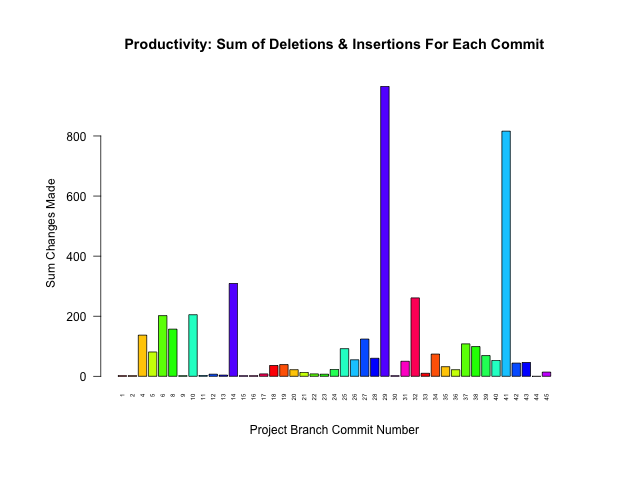 Productivity: Sum of Deletions & Insertions For Each Commit
800
600
400
200
0
Sum Changes Made
1 2 4 5 6 8 9 10 11 12 13 14 15 16 17 18 19 20 21 22 23 24 25 26 27 28 29 30 31 32 33 34 35 36 37 38 39 40 41 42 43 44 45
Project Branch Commit Number